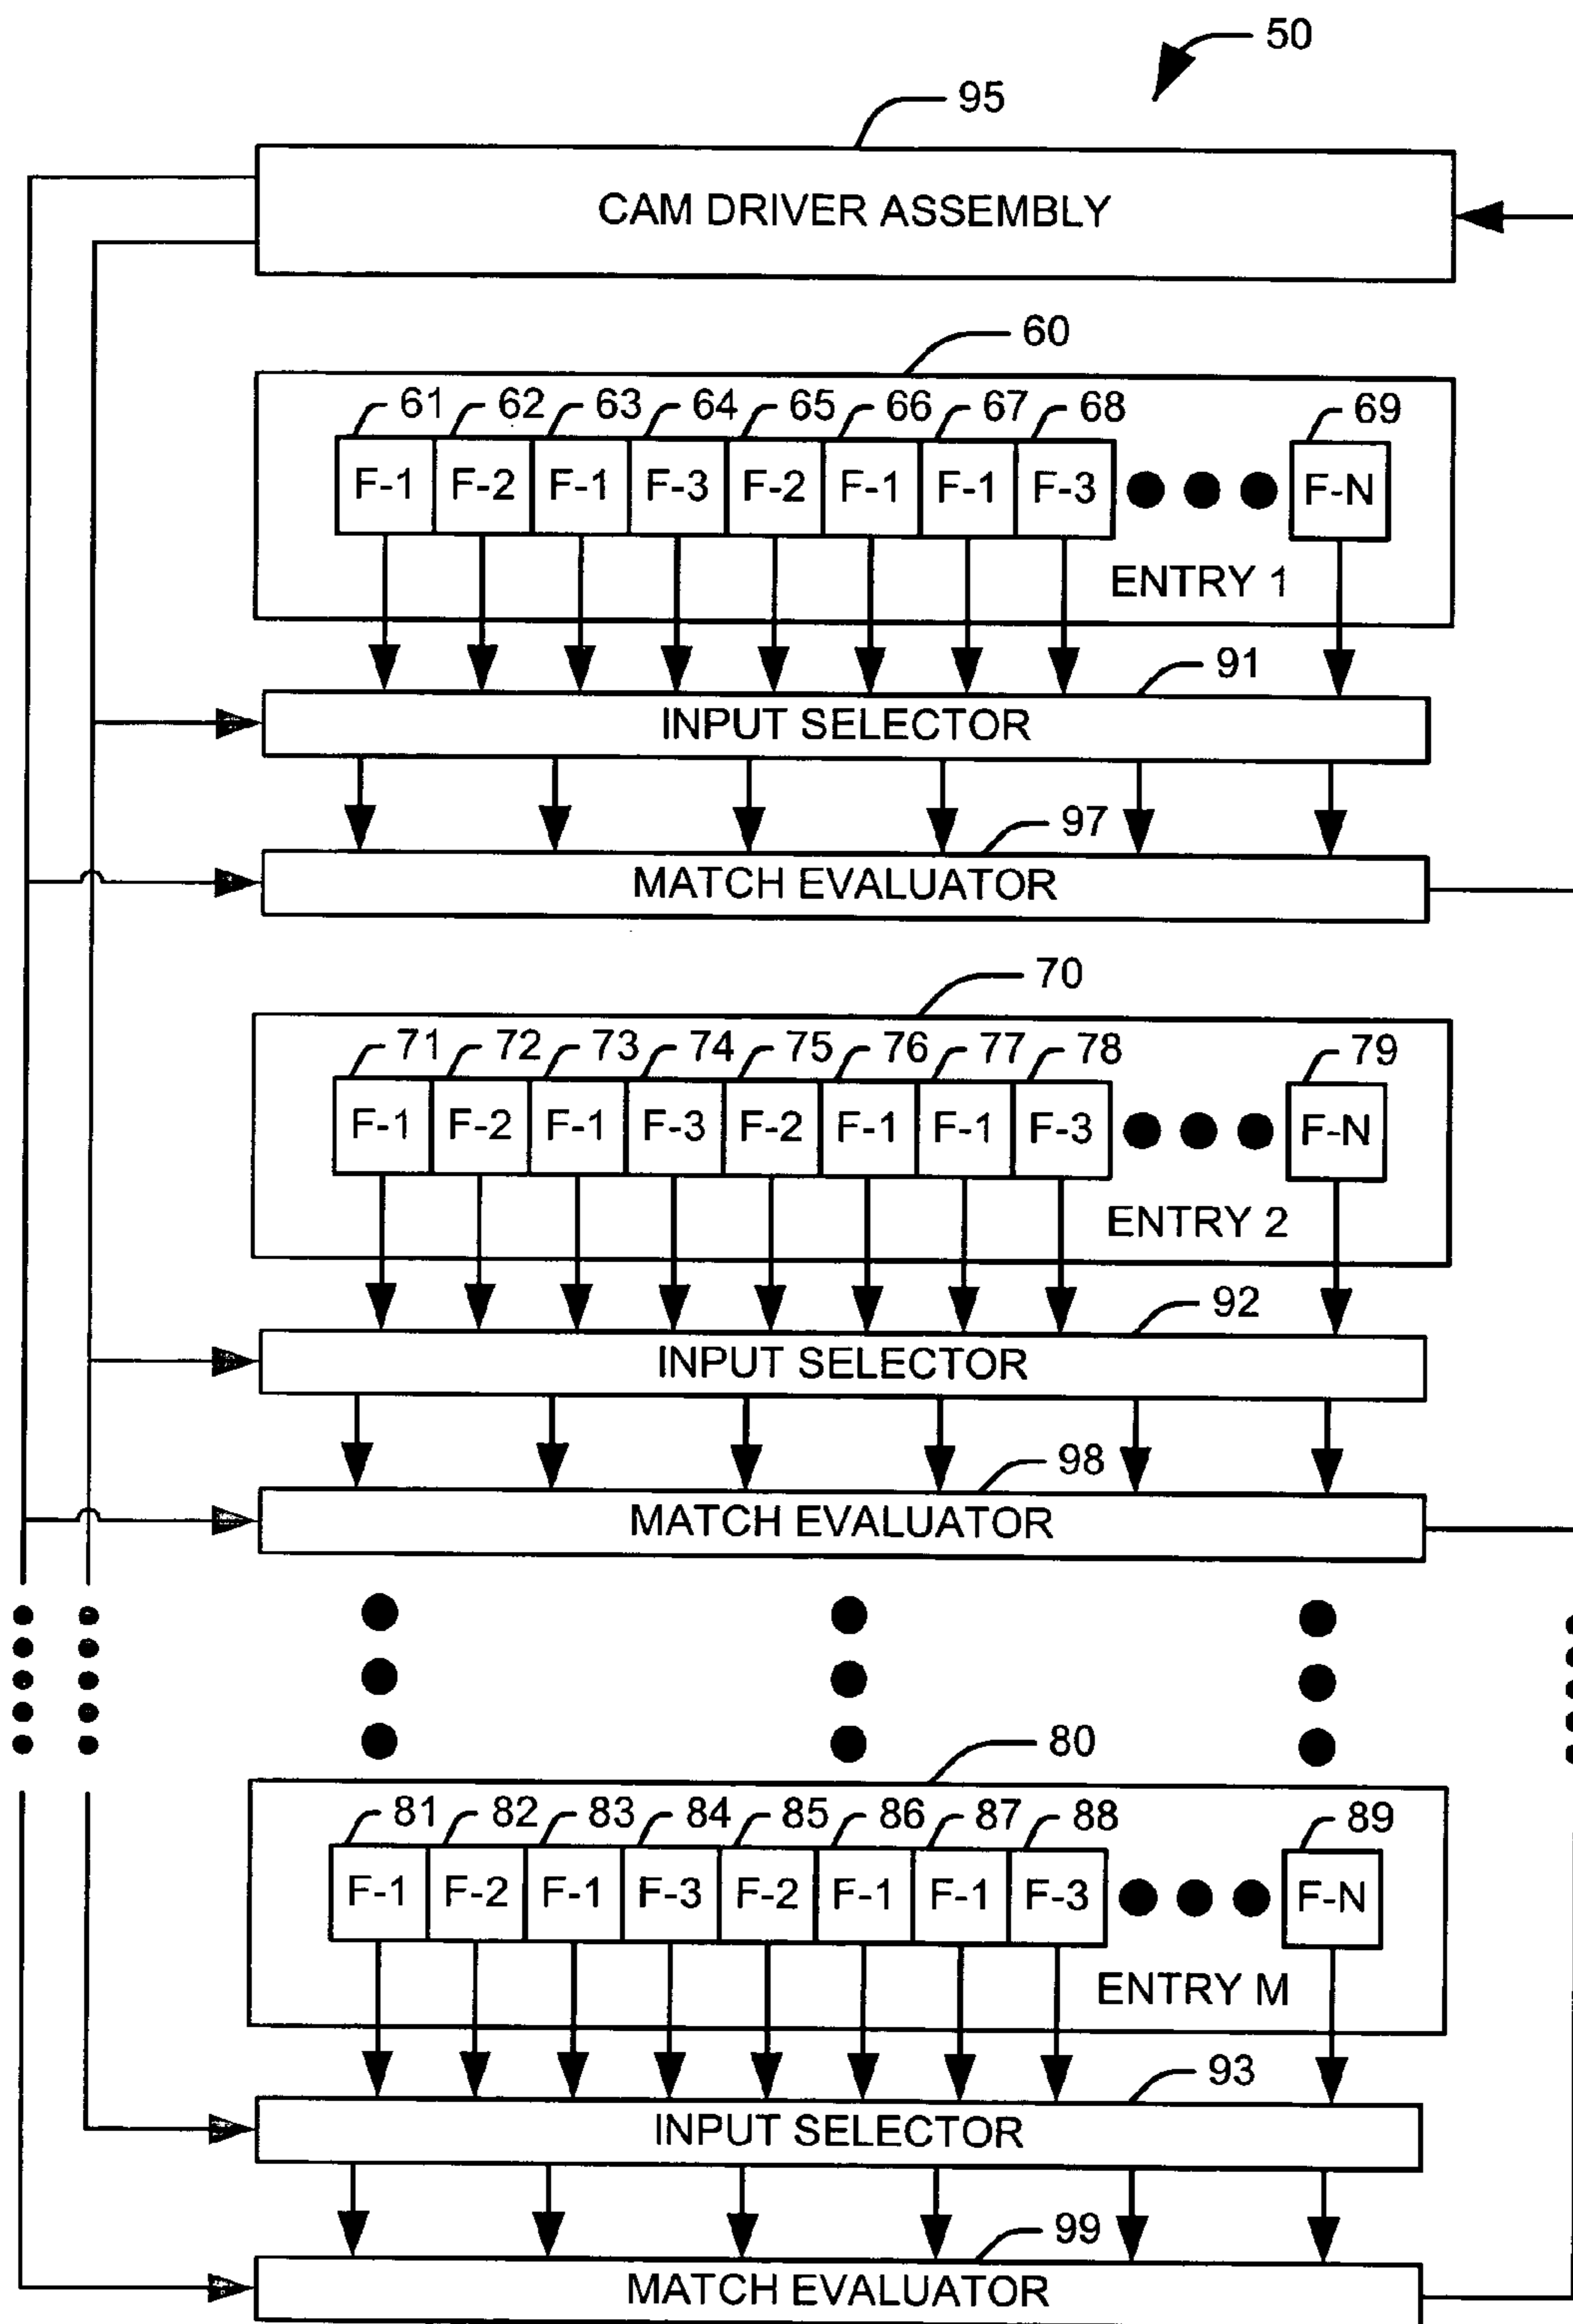 50
95
CAM DRIVER ASSEMBLY
60
61 62 63 64 65 66 67 68 69
F-1 F-2 F-1 F-3 F-2 F-1 F-1 F-3 F-N
ENTRY 1
91
INPUT SELECTOR
97
MATCH EVALUATOR
70
71 72 73 74 75 76 77 78 79
F-1 F-2 F-1 F-3 F-2 F-1 F-1 F-3 F-N
ENTRY 2
92
INPUT SELECTOR
98
MATCH EVALUATOR
80
81 82 83 84 85 86 87 88 89
F-1 F-2 F-1 F-3 F-2 F-1 F-1 F-3 F-N
ENTRY M
93
INPUT SELECTOR
99
MATCH EVALUATOR